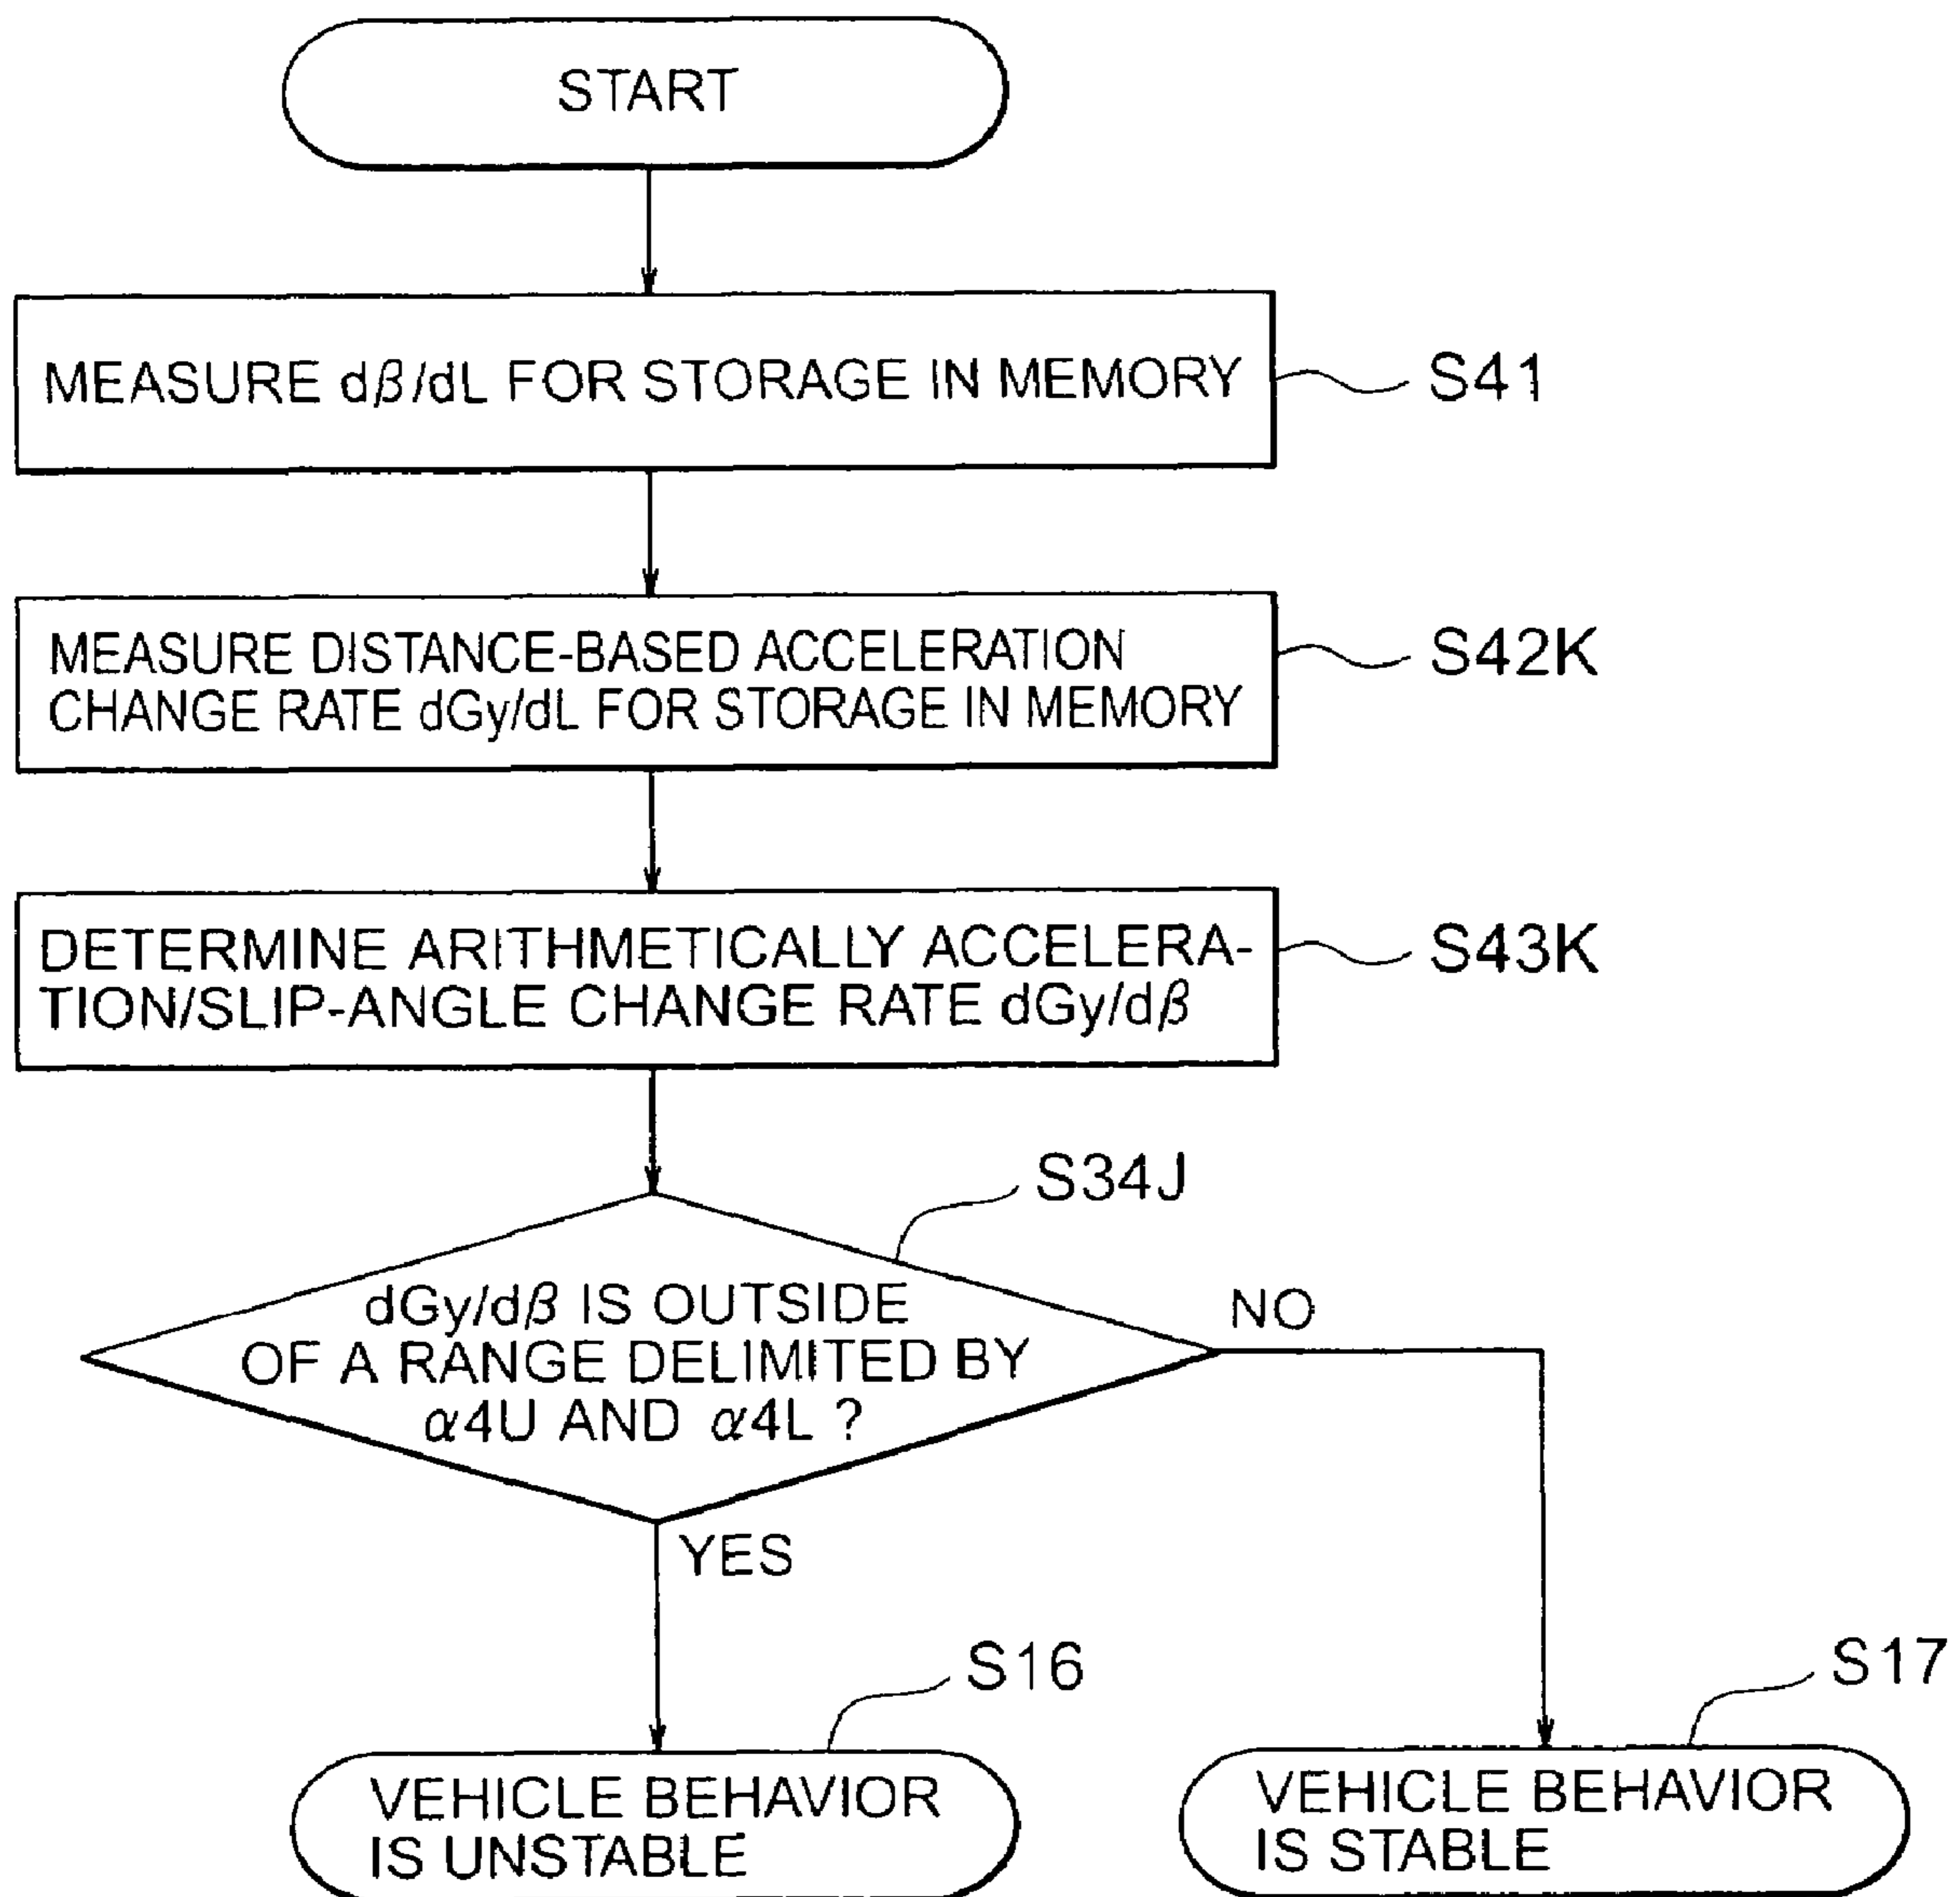 START
MEASURE dβ/dL FOR STORAGE IN MEMORY
S41
MEASURE DISTANCE-BASED ACCELERATION
CHANGE RATE dGy/dL FOR STORAGE IN MEMORY
S42K
DETERMINE ARITHMETICALLY ACCELERA-
TION/SLIP-ANGLE CHANGE RATE dGy/dβ
S43K
S34J
dGy/dβ IS OUTSIDE
OF A RANGE DELIMITED BY
α4U AND α4L ?
NO
YES
S16
VEHICLE BEHAVIOR
IS UNSTABLE
S17
VEHICLE BEHAVIOR
IS STABLE